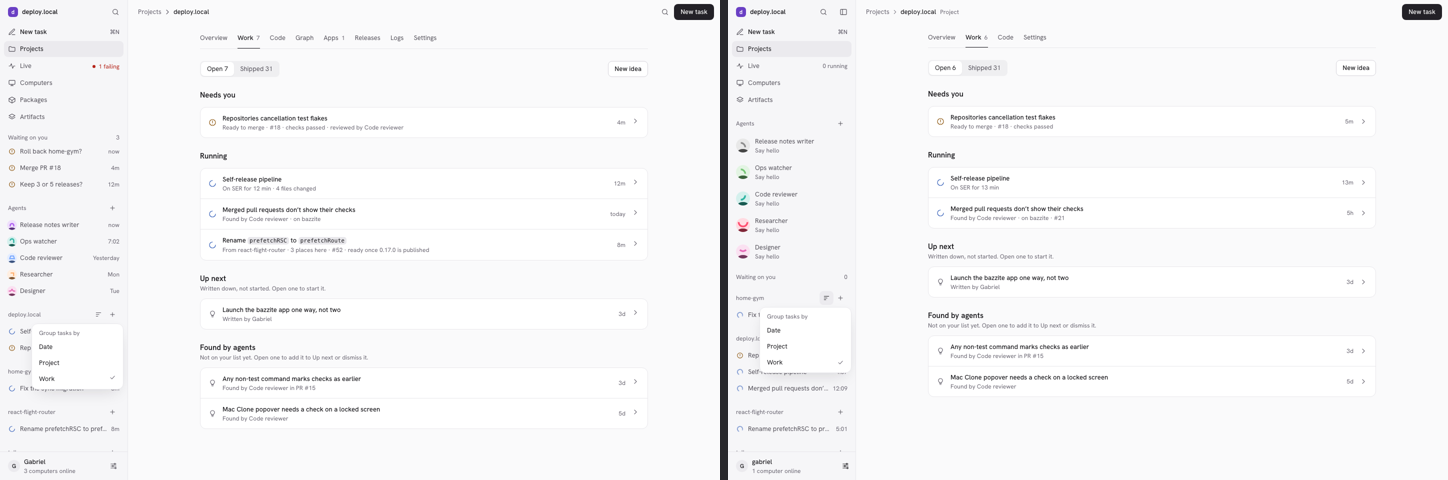 deploy.local
New task ⌘N
Projects
Live 1 failing
Computers
Packages
Artifacts
Waiting on you 3
Roll back home-gym? now
Merge PR #18 4m
Keep 3 or 5 releases? 12m
Agents
Release notes writer now
Ops watcher 7:02
Code reviewer Yesterday
Researcher Mon
Designer Tue
deploy.local
Self
Rep
Group tasks by
Date
Project
Work
home-gy
react-flight-router
Rename prefetchRSC to pref… 8m
G Gabriel
3 computers online
Projects > deploy.local
New task
Overview Work 7 Code Graph Apps 1 Releases Logs Settings
Open 7 Shipped 31
New idea
Needs you
Repositories cancellation test flakes
Ready to merge · #18 · checks passed · reviewed by Code reviewer
4m
Running
Self-release pipeline
On SER for 12 min · 4 files changed
12m
Merged pull requests don't show their checks
Found by Code reviewer · on bazzite
today
Rename prefetchRSC to prefetchRoute
From react-flight-router · 3 places here · #52 · ready once 0.17.0 is published
8m
Up next
Written down, not started. Open one to start it.
Launch the bazzite app one way, not two
Written by Gabriel
3d
Found by agents
Not on your list yet. Open one to add it to Up next or dismiss it.
Any non-test command marks checks as earlier
Found by Code reviewer in PR #15
3d
Mac Clone popover needs a check on a locked screen
Found by Code reviewer
5d
deploy.local
New task ⌘N
Projects
Live 0 running
Computers
Artifacts
Agents
Release notes writer
Say hello
Ops watcher
Say hello
Code reviewer
Say hello
Researcher
Say hello
Designer
Say hello
Waiting on you 0
home-gym
Fix t
Group tasks by
Date
Project
Work
deploy.lo
Rep
Merged pull requests don'… 12:09
react-flight-router
Rename prefetchRSC to pr… 5:01
G gabriel
1 computer online
Projects > deploy.local Project
New task
Overview Work 6 Code Settings
Open 6 Shipped 31
New idea
Needs you
Repositories cancellation test flakes
Ready to merge · #18 · checks passed
5m
Running
Self-release pipeline
On SER for 13 min
13m
Merged pull requests don't show their checks
Found by Code reviewer · on bazzite · #21
5h
Up next
Written down, not started. Open one to start it.
Launch the bazzite app one way, not two
Written by Gabriel
3d
Found by agents
Not on your list yet. Open one to add it to Up next or dismiss it.
Any non-test command marks checks as earlier
Found by Code reviewer in PR #15
3d
Mac Clone popover needs a check on a locked screen
Found by Code reviewer
5d